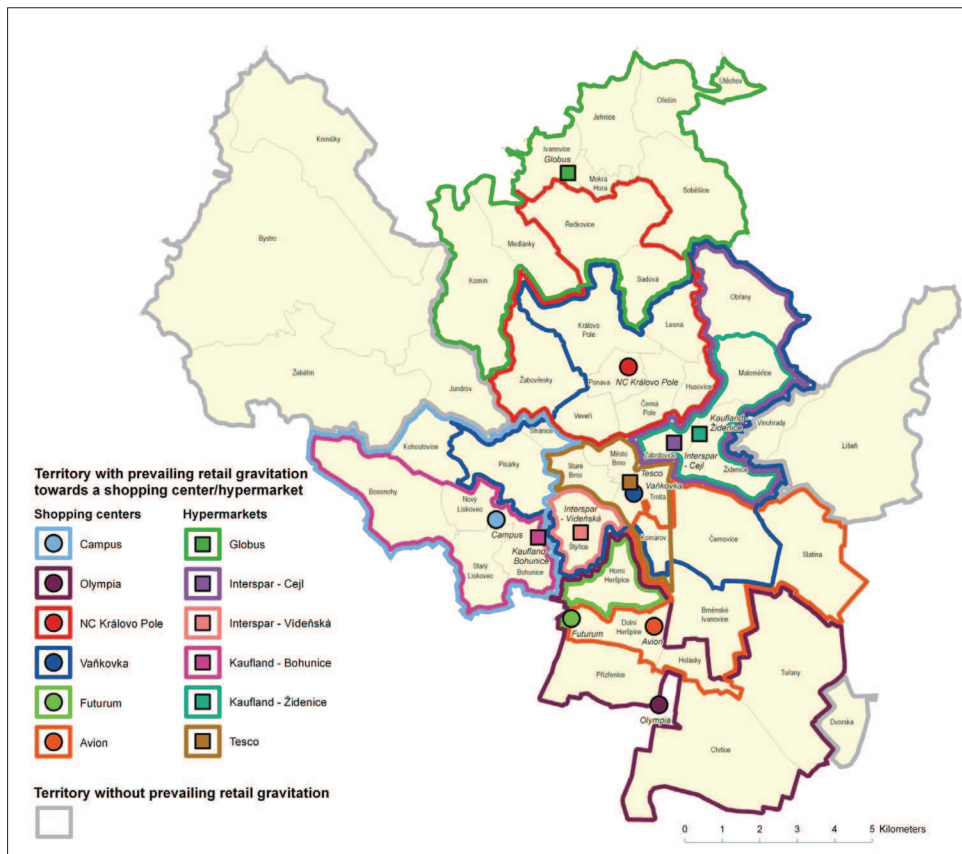 Útěchov
Ořešín
Kníničky
Jehnice
Ivanovice
Globus
Mokrá
Hora
Soběšice
Řečkovice
Bystrc
Medlánky
Komín
Sadová
Obřany
Královo
Pole
Lesná
Maloměřice
Žebětín
Jundrov
Žabovřesky
Ponava
NC Královo Pole
Husovice
Černá
Pole
Veveří
Kaufland -
Židenice
Vinohrady
Líšeň
Stránice
Kohoutovice
Pisárky
Město
Brno
Staré
Brno
Zábrdovice
Interspar
- Cejl
Židenice
Tesco
Vaňkovka
Trnitá
Bosonohy
Nový
Lískovec
Campus
Interspar
- Vídeňská
Štýřice
Kaufland -
Bohunice
Starý
Lískovec
Bohunice
Komárov
Černovice
Slatina
Horní
Heršpice
Futurum
Dolní
Heršpice
Avion
Brněnské
Ivanovice
Holásky
Přízřenice
Tuřany
Olympia
Dvorska
Chrlice
Territory with prevailing retail gravitation
towards a shopping center/hypermarket
Shopping centers
Hypermarkets
Campus
Globus
Olympia
Interspar - Cejl
NC Královo Pole
Interspar - Vídeňská
Vaňkovka
Kaufland - Bohunice
Futurum
Kaufland - Židenice
Avion
Tesco
Territory without prevailing retail gravitation
0 1 2 3 4 5 Kilometers